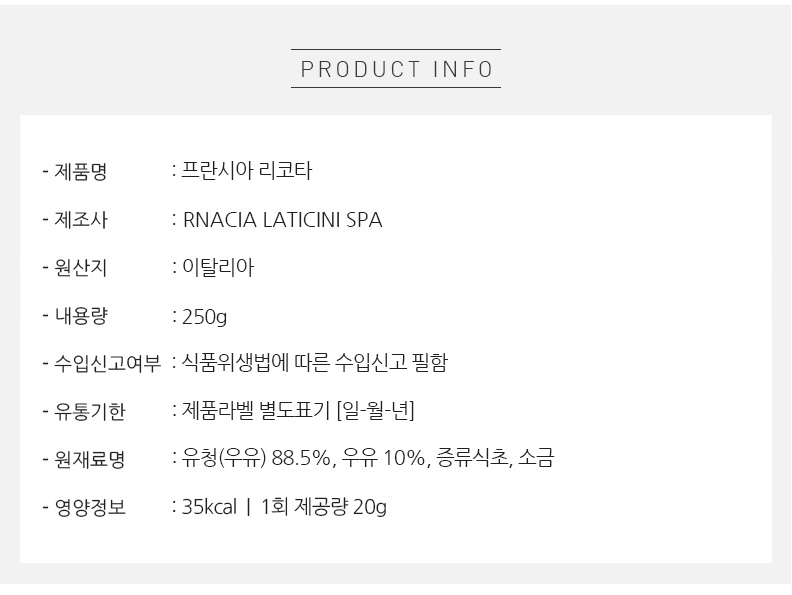 PRODUCT INFO
- 제품명 : 프란시아 리코타
- 제조사 : RNACIA LATICINI SPA
- 원산지 : 이탈리아
- 내용량 : 250g
- 수입신고여부 : 식품위생법에 따른 수입신고 필함
- 유통기한 : 제품라벨 별도표기 [일-월-년]
- 원재료명 : 유청(우유) 88.5%, 우유 10%, 증류식초, 소금
- 영양정보 : 35kcal | 1회 제공량 20g